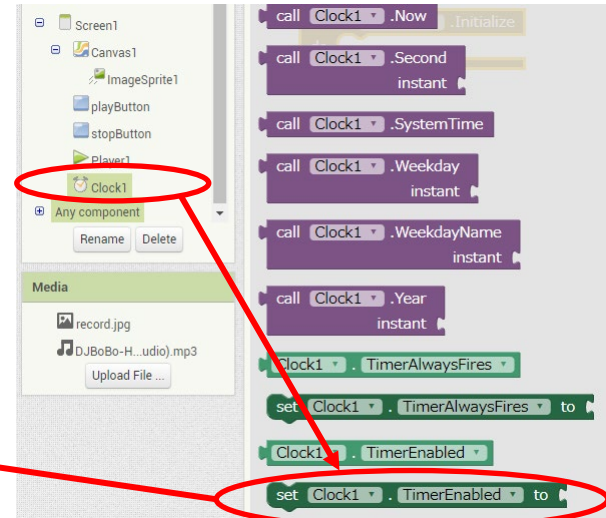 Screen1
Canvas1
ImageSprite1
playButton
stopButton
Player1
Clock1
Any component
Rename Delete
Media
record.jpg
DJBoBo-H...udio).mp3
Upload File ...
call Clock1 .Now
.Initialize
call Clock1 .Second
instant
call Clock1 .SystemTime
call Clock1 .Weekday
instant
call Clock1 .WeekdayName
instant
call Clock1 .Year
instant
Clock1 . TimerAlwaysFires
set Clock1 . TimerAlwaysFires to
Clock1 . TimerEnabled
set Clock1 . TimerEnabled to